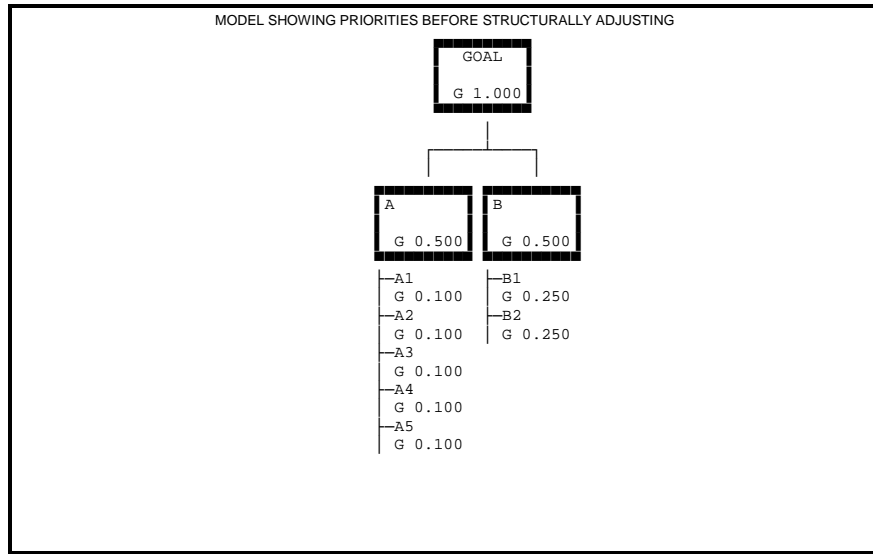 MODEL SHOWING PRIORITIES BEFORE STRUCTURALLY ADJUSTING
GOAL
G 1.000
A
G 0.500
B
G 0.500
A1
G 0.100
A2
G 0.100
A3
G 0.100
A4
G 0.100
A5
G 0.100
B1
G 0.250
B2
G 0.250